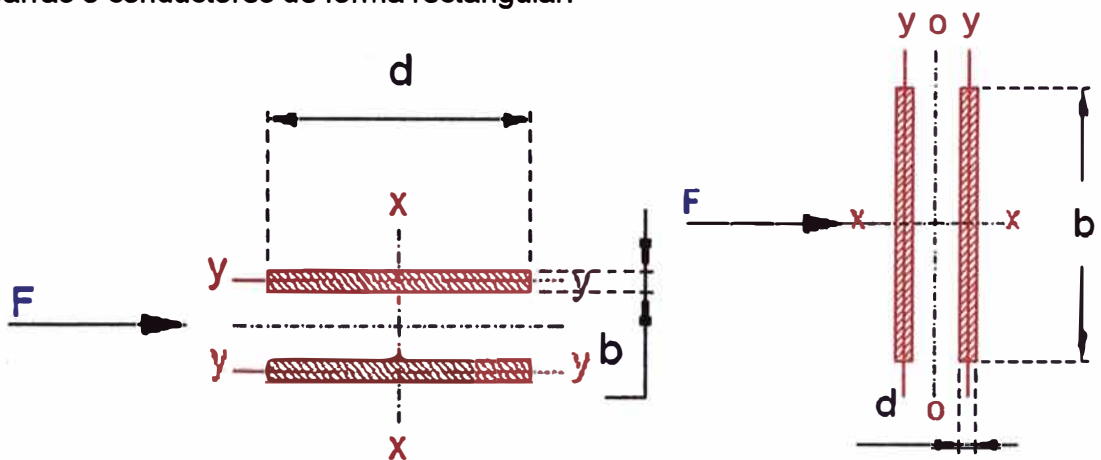 barras o conductores de forma rectangular.
y o y
d
x
F
x x
b
y y
F
y y
b
d
o
x